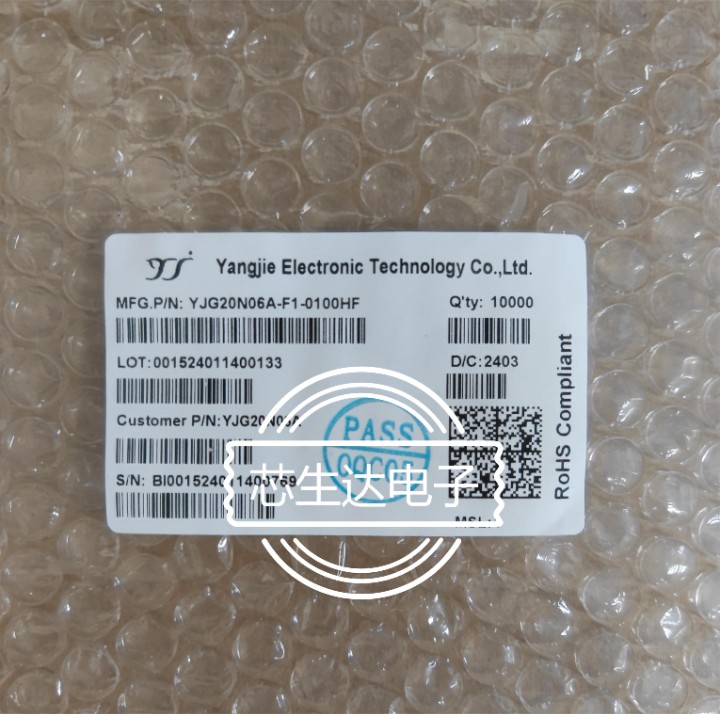 Yangjie Electronic Technology Co.,Ltd.
MFG.P/N: YJG20N06A-F1-0100HF
Q'ty: 10000
LOT:001524011400133
D/C:2403
Customer P/N:YJG20N06A
PASS
芯生达电子
S/N:
RoHS Compliant